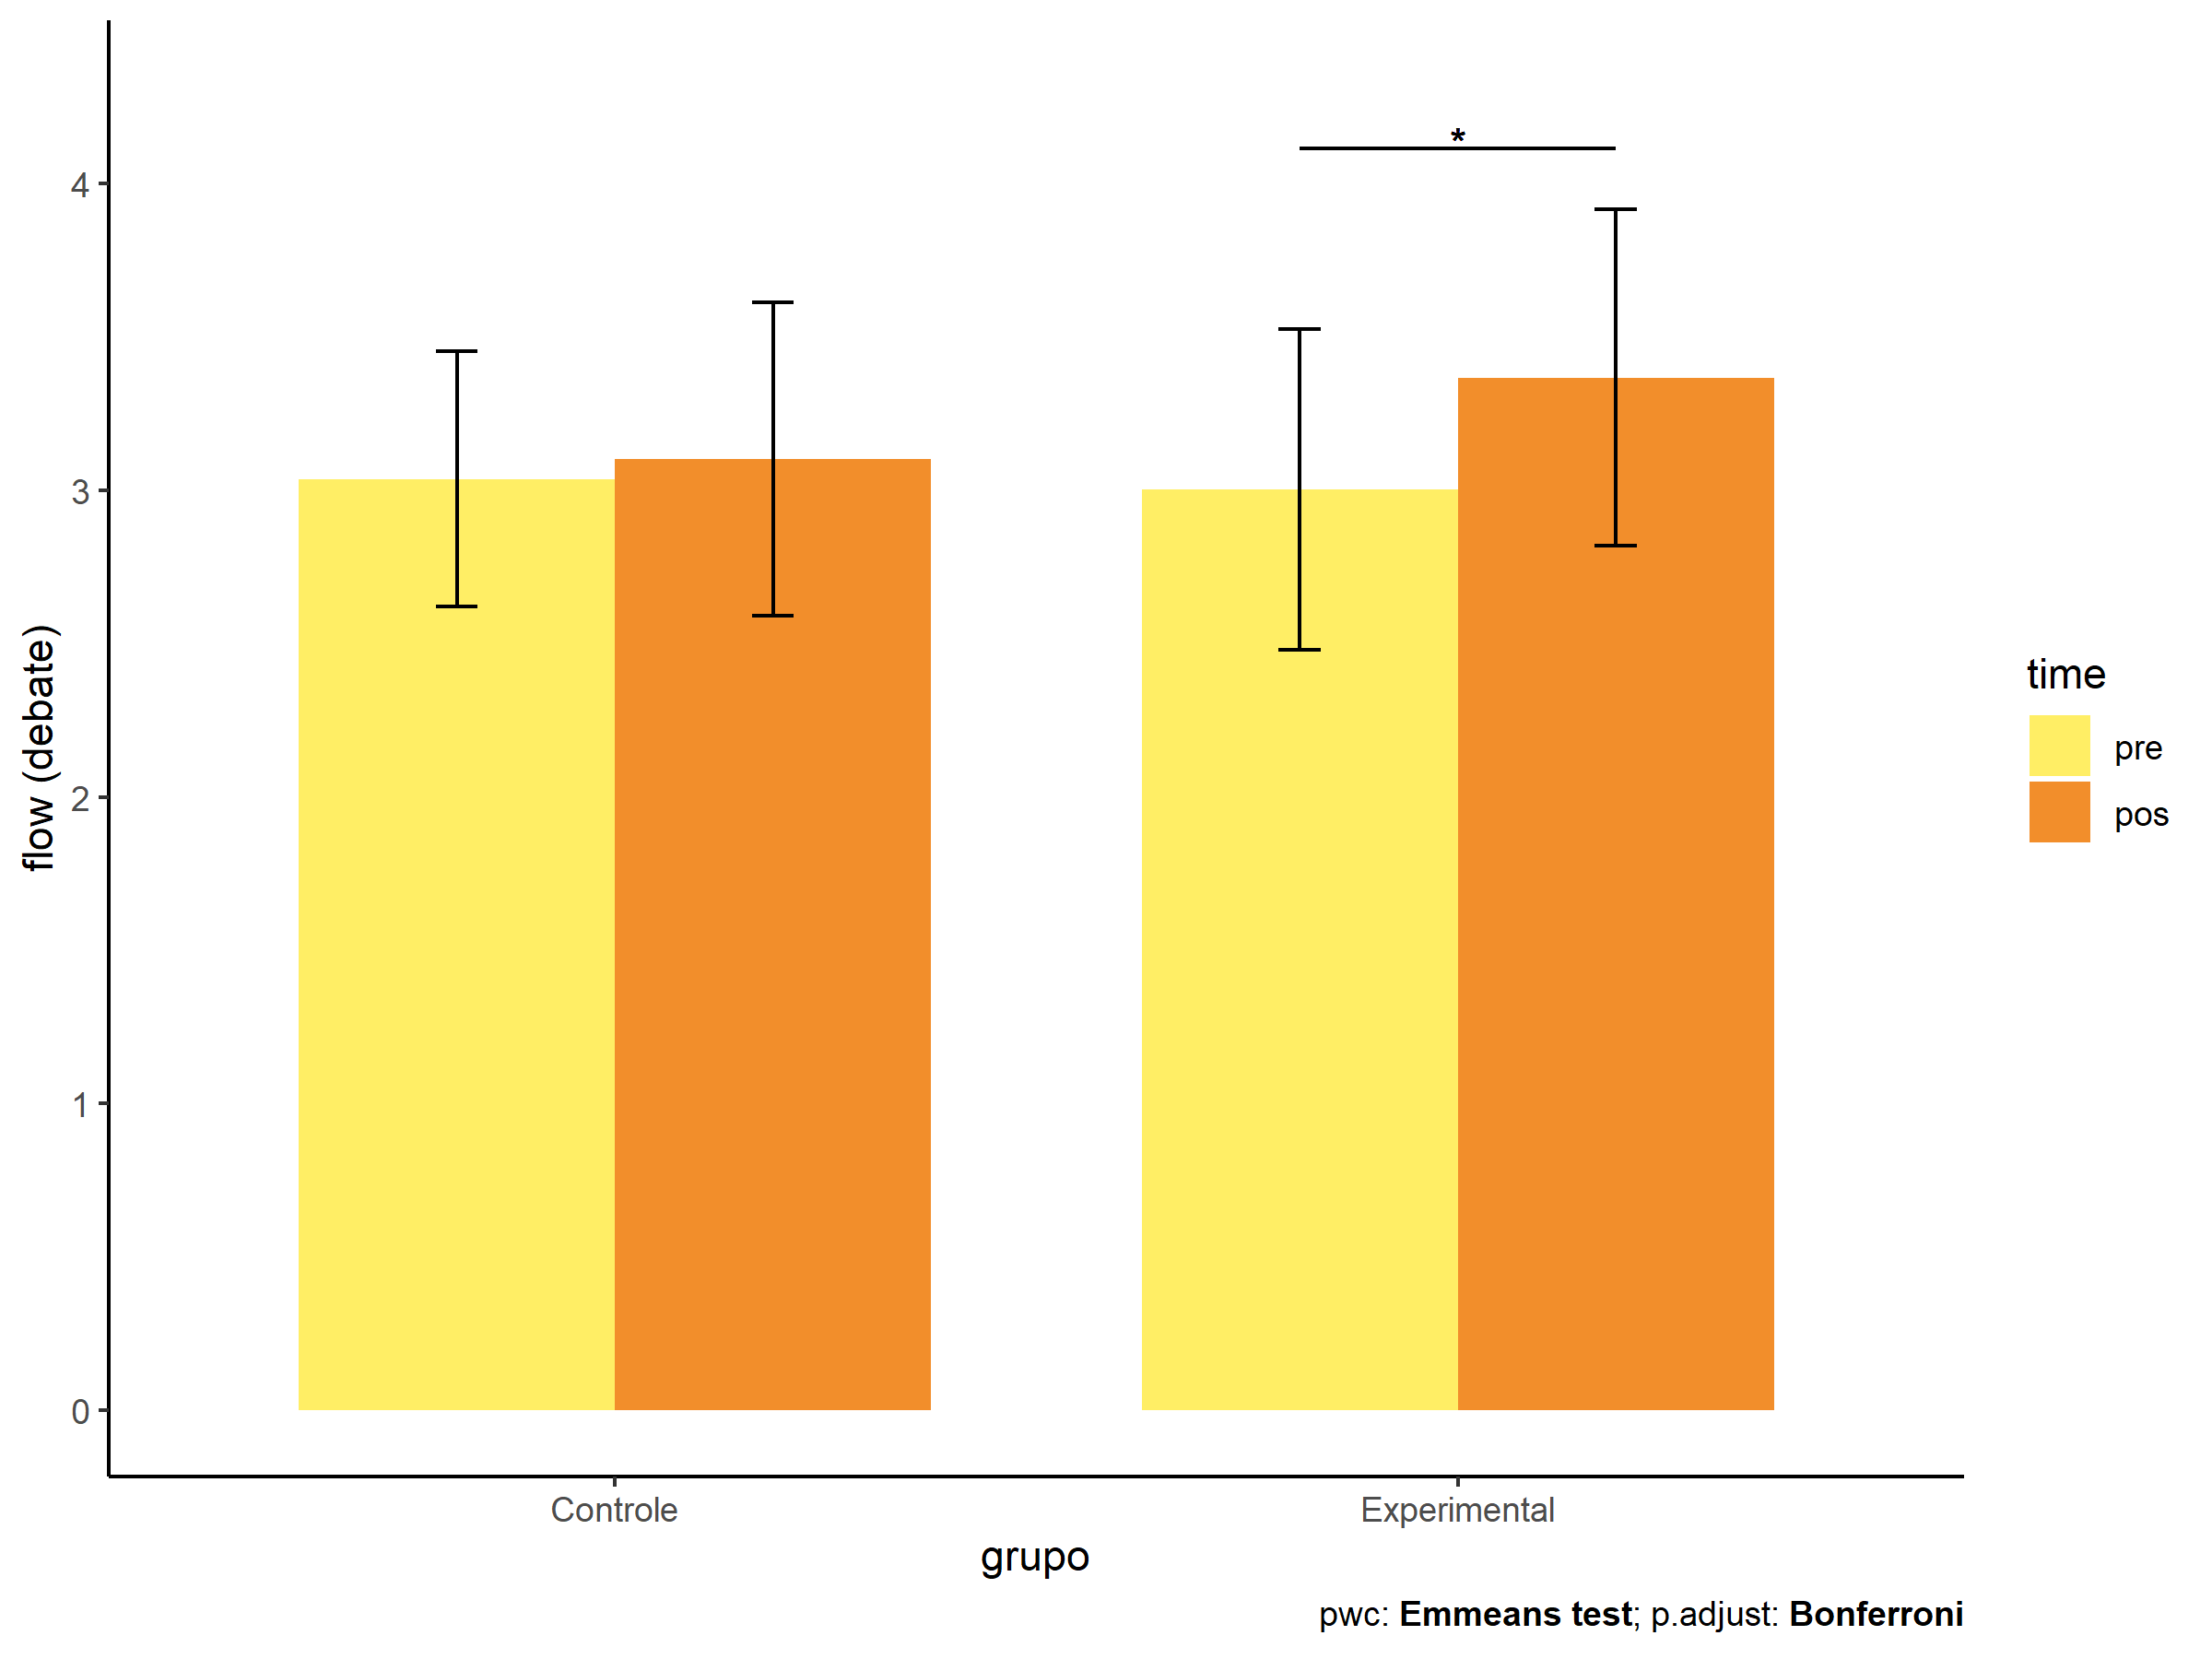 *
4
3
2
1
0
flow (debate)
Controle
Experimental
grupo
time
pre
pos
pwc: Emmeans test; p.adjust: Bonferroni